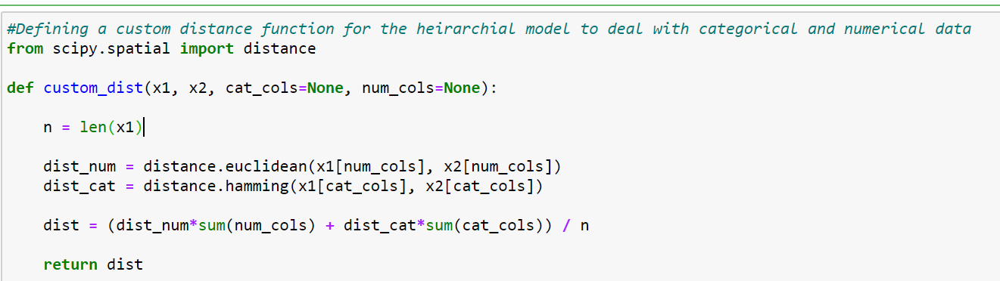 #Defining a custom distance function for the heirarchial model to deal with categorical and numerical data
from scipy.spatial import distance
def custom_dist(x1, x2, cat_cols=None, num_cols=None):
n = len(x1)
dist_num = distance.euclidean(x1[num_cols], x2[num_cols])
dist_cat = distance.hamming(x1[cat_cols], x2[cat_cols])
dist = (dist_num*sum(num_cols) + dist_cat*sum(cat_cols)) / n
return dist